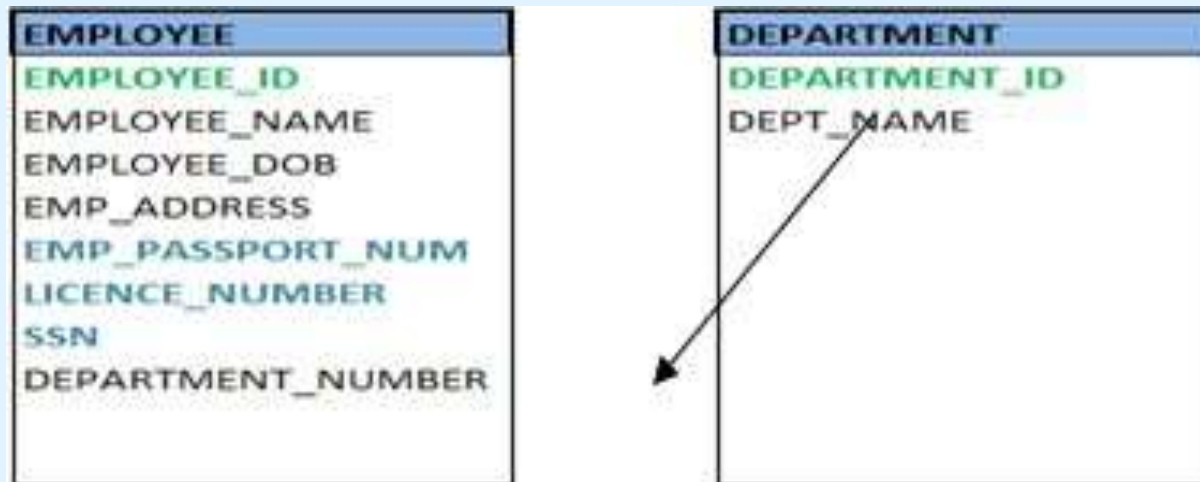 EMPLOYEE
EMPLOYEE_ID
EMPLOYEE_NAME
EMPLOYEE_DOB
EMP_ADDRESS
EMP_PASSPORT_NUM
LICENCE_NUMBER
SSN
DEPARTMENT_NUMBER
DEPARTMENT
DEPARTMENT_ID
DEPT_NAME